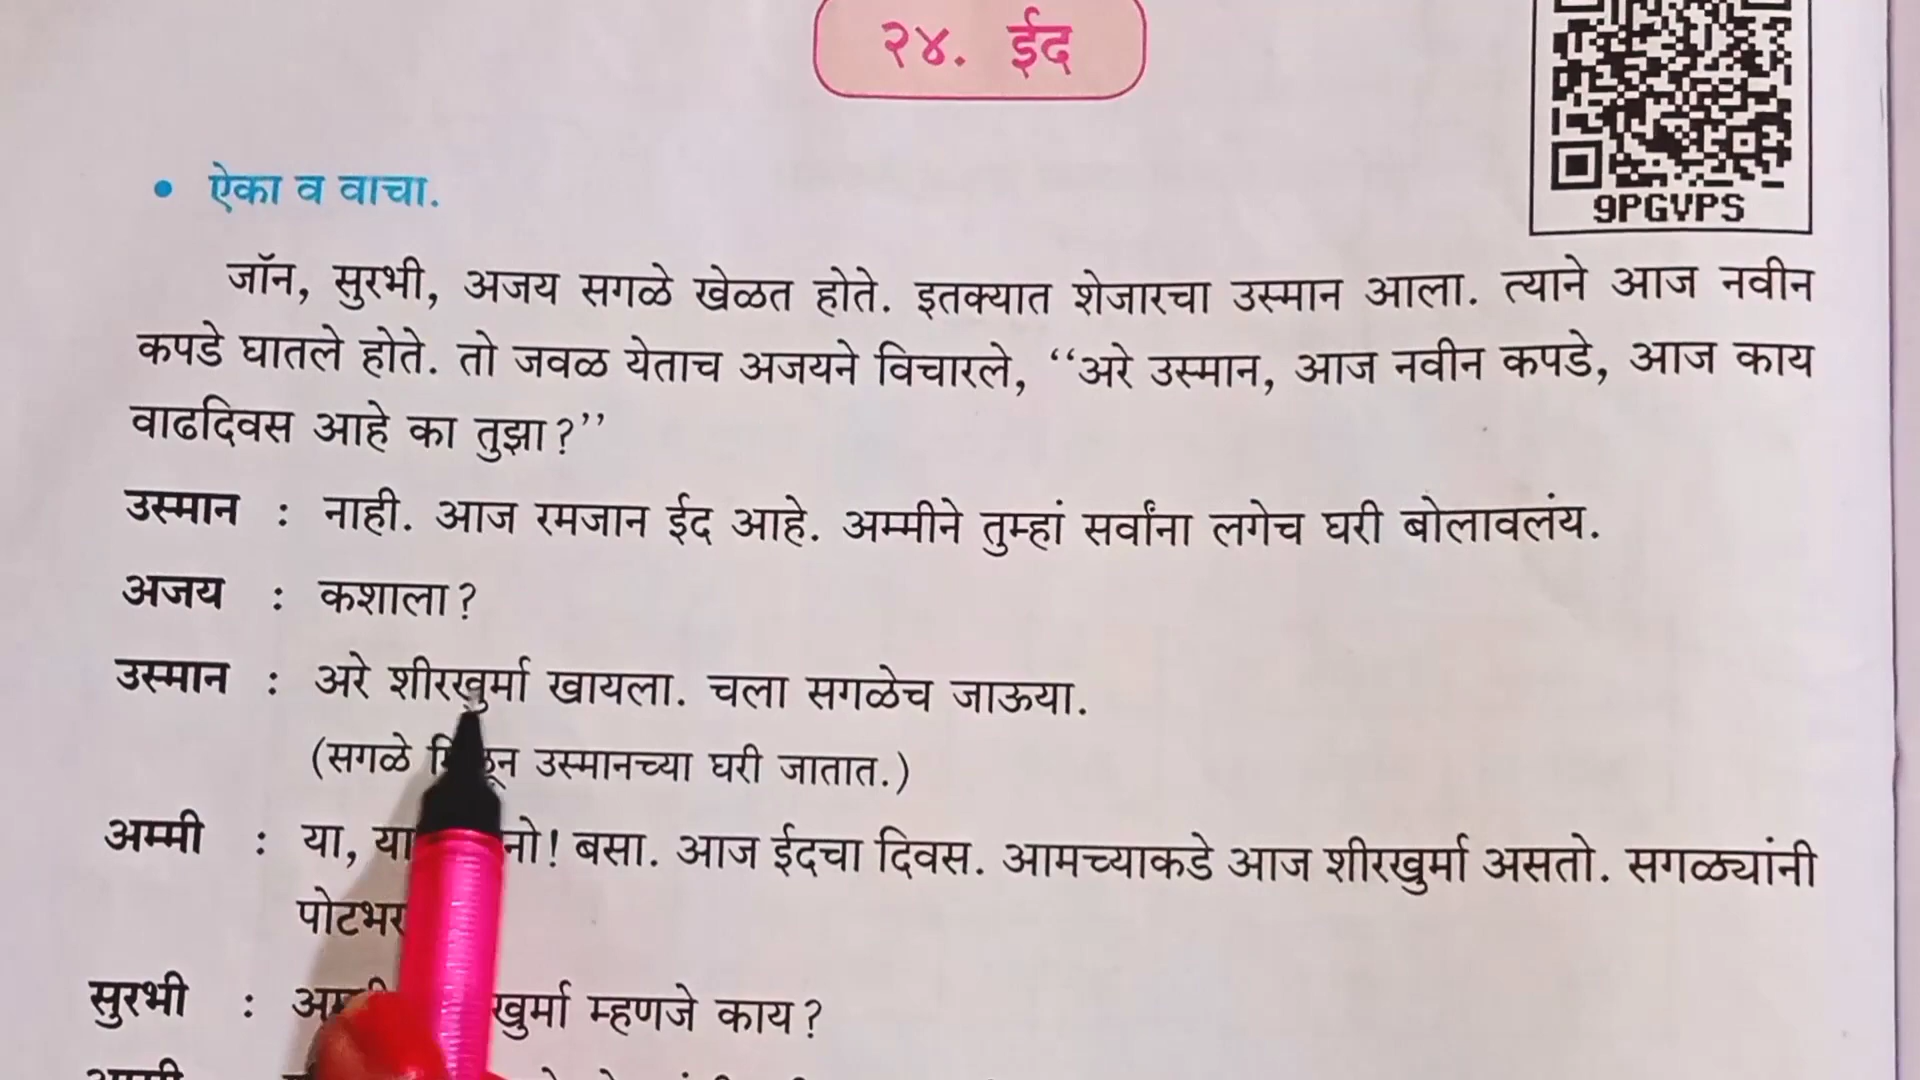 २४. ईद
9PGVPS
• ऐका व वाचा.
जॉन, सुरभी, अजय सगळे खेळत होते. इतक्यात शेजारचा उस्मान आला. त्याने आज नवीन
कपडे घातले होते. तो जवळ येताच अजयने विचारले, ‘‘अरे उस्मान, आज नवीन कपडे, आज काय
वाढदिवस आहे का तुझा?’’
उस्मान : नाही. आज रमजान ईद आहे. अम्मीने तुम्हां सर्वांना लगेच घरी बोलावलंय.
अजय : कशाला?
उस्मान : अरे शीरखुर्मा खायला. चला सगळेच जाऊया.
(सगळे उस्मानच्या घरी जातात.)
अम्मी : या, या बसा. आज ईदचा दिवस. आमच्याकडे आज शीरखुर्मा असतो. सगळ्यांनी
पोटभर
सुरभी : खुर्मा म्हणजे काय?